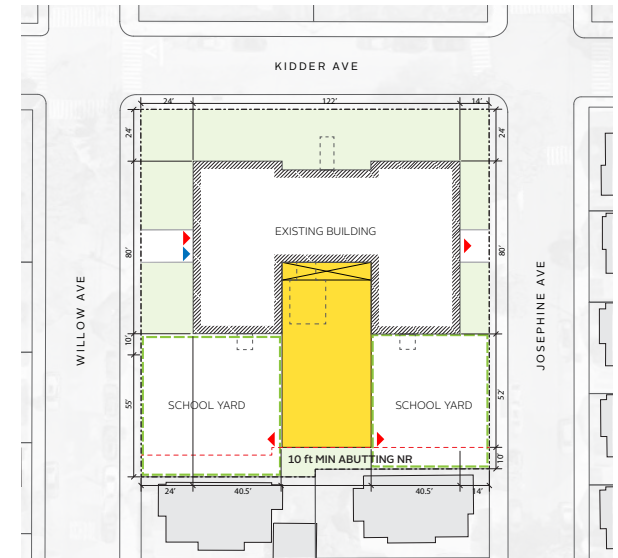 KIDDER AVE
24'
122'
14'
24'
24'
EXISTING BUILDING
80'
80'
WILLOW AVE
JOSEPHINE AVE
10'
55'
52'
SCHOOL YARD
SCHOOL YARD
10 ft MIN ABUTTING NR
10'
24'
40.5'
40.5'
14'